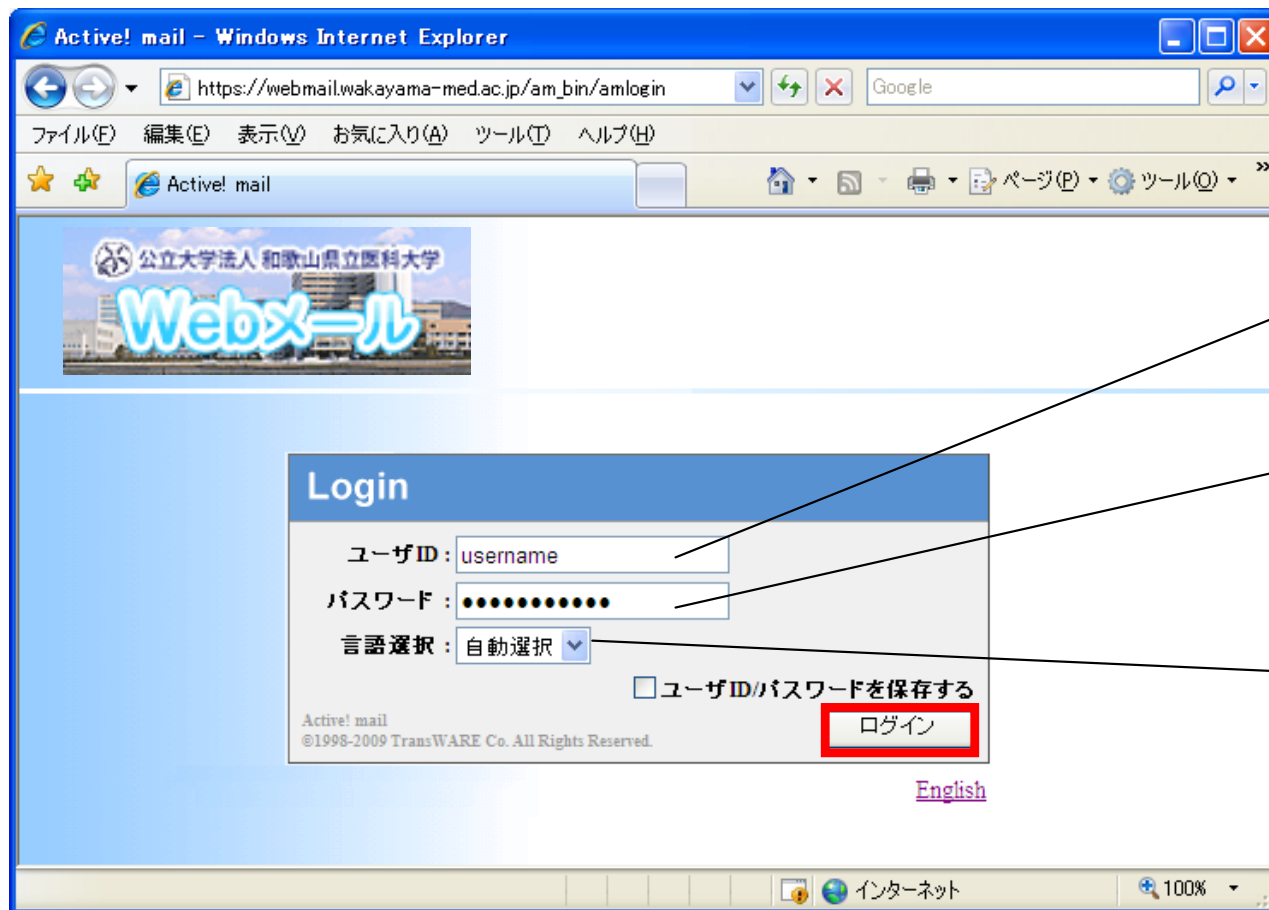 Active! mail - Windows Internet Explorer
https://webmail.wakayama-med.ac.jp/am_bin/amlogin
Google
ファイル(F) 編集(E) 表示(V) お気に入り(A) ツール(T) ヘルプ(H)
Active! mail
ページ(P) ツール(O) »
公立大学法人 和歌山県立医科大学
Webメール
Login
ユーザID : username
パスワード : ●●●●●●●●●●●
言語選択 : 自動選択
ユーザID/パスワードを保存する
Active! mail
©1998-2009 TransWARE Co. All Rights Reserved.
ログイン
English
インターネット 100%